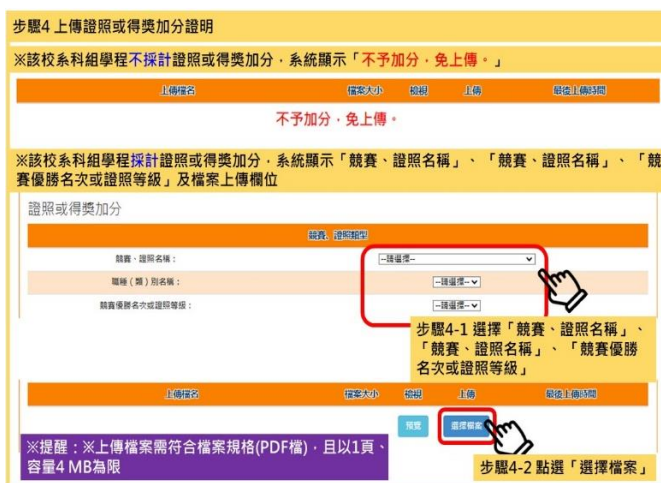 步驟4 上傳證照或得獎加分證明
※該校系科組學程不採計證照或得獎加分，系統顯示「不予加分，免上傳。」
上傳檔名 檔案大小 檢視 上傳 最後上傳時間
不予加分，免上傳。
※該校系科組學程採計證照或得獎加分，系統顯示「競賽、證照名稱」、「競賽、證照名稱」、「競
賽優勝名次或證照等級」及檔案上傳欄位
證照或得獎加分
競賽、證照類型
競賽、證照名稱： --請選擇--
職種（類）別名稱： --請選擇--
競賽優勝名次或證照等級： --請選擇--
步驟4-1 選擇「競賽、證照名稱」、
「競賽、證照名稱」、「競賽優勝
名次或證照等級」
上傳檔名 檔案大小 檢視 上傳 最後上傳時間
預覽 選擇檔案
※提醒：※上傳檔案需符合檔案規格(PDF檔)，且以1頁、
容量4 MB為限
步驟4-2 點選「選擇檔案」